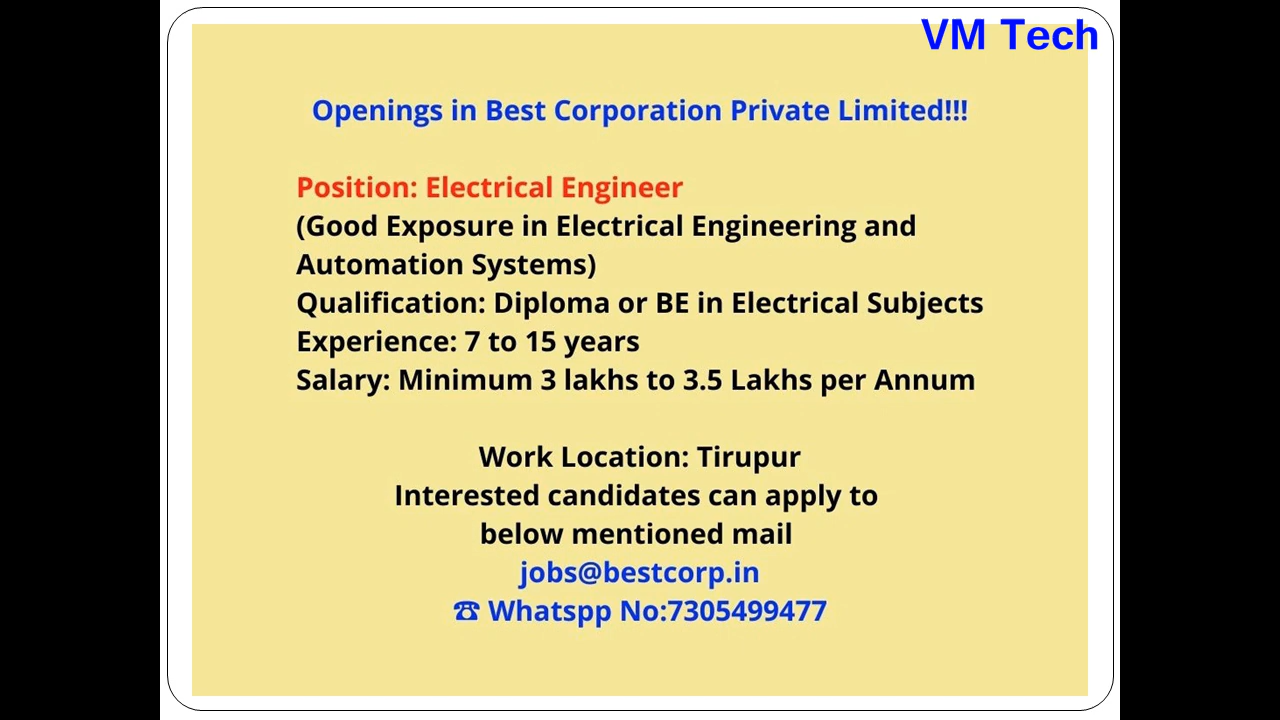 VM Tech
Openings in Best Corporation Private Limited!!!
Position: Electrical Engineer
(Good Exposure in Electrical Engineering and
Automation Systems)
Qualification: Diploma or BE in Electrical Subjects
Experience: 7 to 15 years
Salary: Minimum 3 lakhs to 3.5 Lakhs per Annum
Work Location: Tirupur
Interested candidates can apply to
below mentioned mail
jobs@bestcorp.in
☎ Whatspp No:7305499477